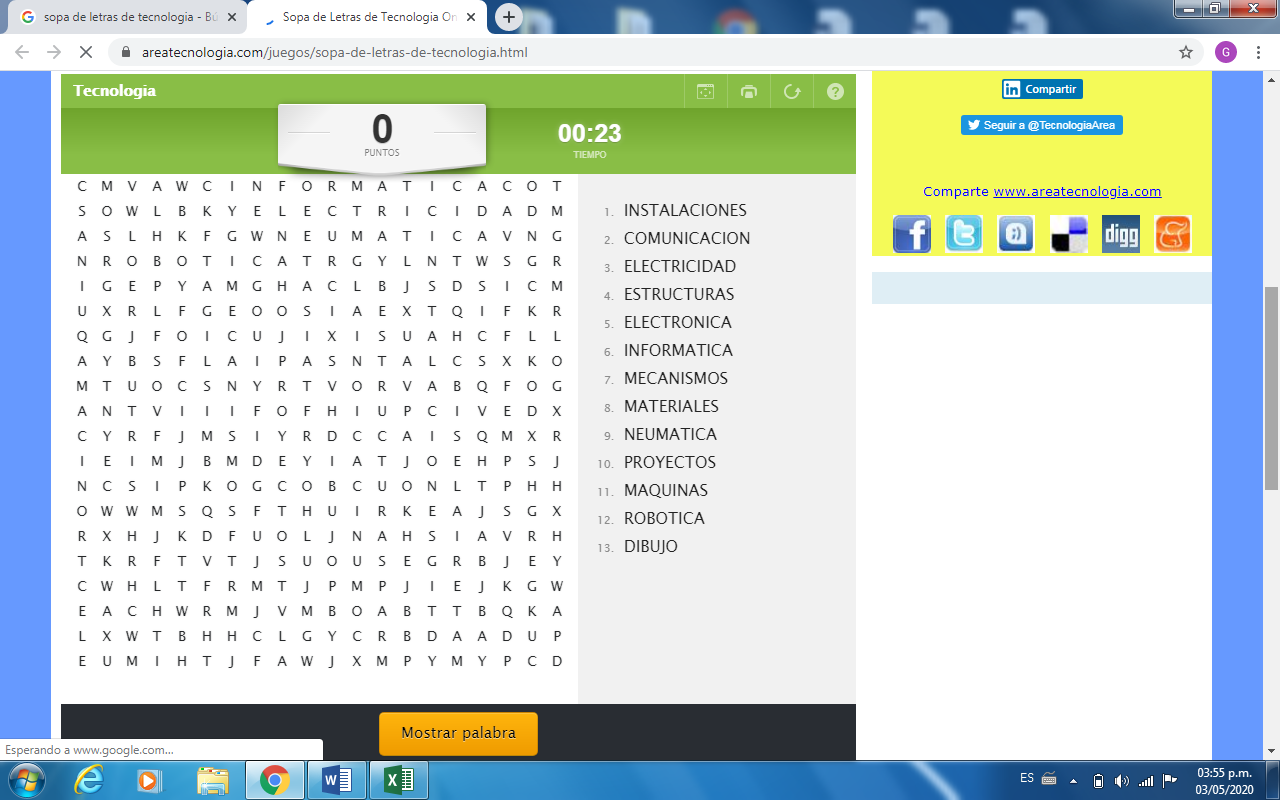 sopa de letras de tecnologia - Bú
Sopa de Letras de Tecnologia On
areatecnologia.com/juegos/sopa-de-letras-de-tecnologia.html
G
Tecnologia
0
PUNTOS
00:23
TIEMPO
C M V A W C I N F O R M A T I C A C O T
S O W L B K Y E L E C T R I C I D A D M
A S L H K F G W N E U M A T I C A V N G
N R O B O T I C A T R G Y L N T W S G R
I G E P Y A M G H A C L B J S D S I C M
U X R L F G E O O S I A E X T Q I F K R
Q G J F O I C U J I X I S U A H C F L L
A Y B S F L A I P A S N T A L C S X K O
M T U O C S N Y R T V O R V A B Q F O G
A N T V I I I F O F H I U P C I V E D X
C Y R F J M S I Y R D C C A I S Q M X R
I E I M J B M D E Y I A T J O E H P S J
N C S I P K O G C O B C U O N L T P H H
O W W M S Q S F T H U I R K E A J S G X
R X H J K D F U O L J N A H S I A V R H
T K R F T V T J S U O U S E G R B J E Y
C W H L T F R M T J P M P J I E J K G W
E A C H W R M J V M B O A B T T B Q K A
L X W T B H H C L G Y C R B D A A D U P
E U M I H T J F A W J X M P Y M Y P C D
1. INSTALACIONES
2. COMUNICACION
3. ELECTRICIDAD
4. ESTRUCTURAS
5. ELECTRONICA
6. INFORMATICA
7. MECANISMOS
8. MATERIALES
9. NEUMATICA
10. PROYECTOS
11. MAQUINAS
12. ROBOTICA
13. DIBUJO
Mostrar palabra
in Compartir
Seguir a @TecnologiaArea
Comparte www.areatecnologia.com
digg
Esperando a www.google.com...
ES
03:55 p.m.
03/05/2020